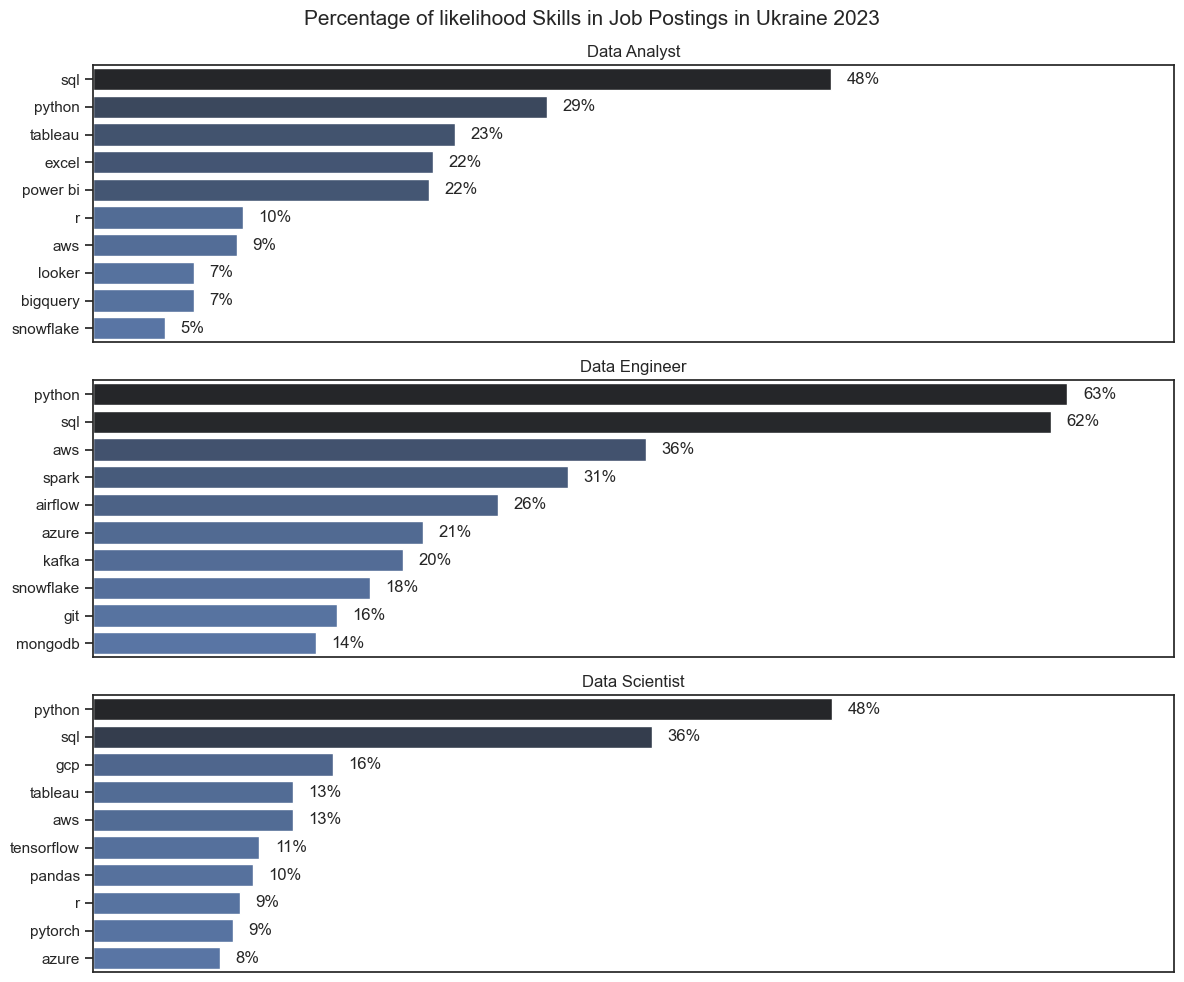 Percentage of likelihood Skills in Job Postings in Ukraine 2023
Data Analyst
sql 48%
python 29%
tableau 23%
excel 22%
power bi 22%
r 10%
aws 9%
looker 7%
bigquery 7%
snowflake 5%
Data Engineer
python 63%
sql 62%
aws 36%
spark 31%
airflow 26%
azure 21%
kafka 20%
snowflake 18%
git 16%
mongodb 14%
Data Scientist
python 48%
sql 36%
gcp 16%
tableau 13%
aws 13%
tensorflow 11%
pandas 10%
r 9%
pytorch 9%
azure 8%